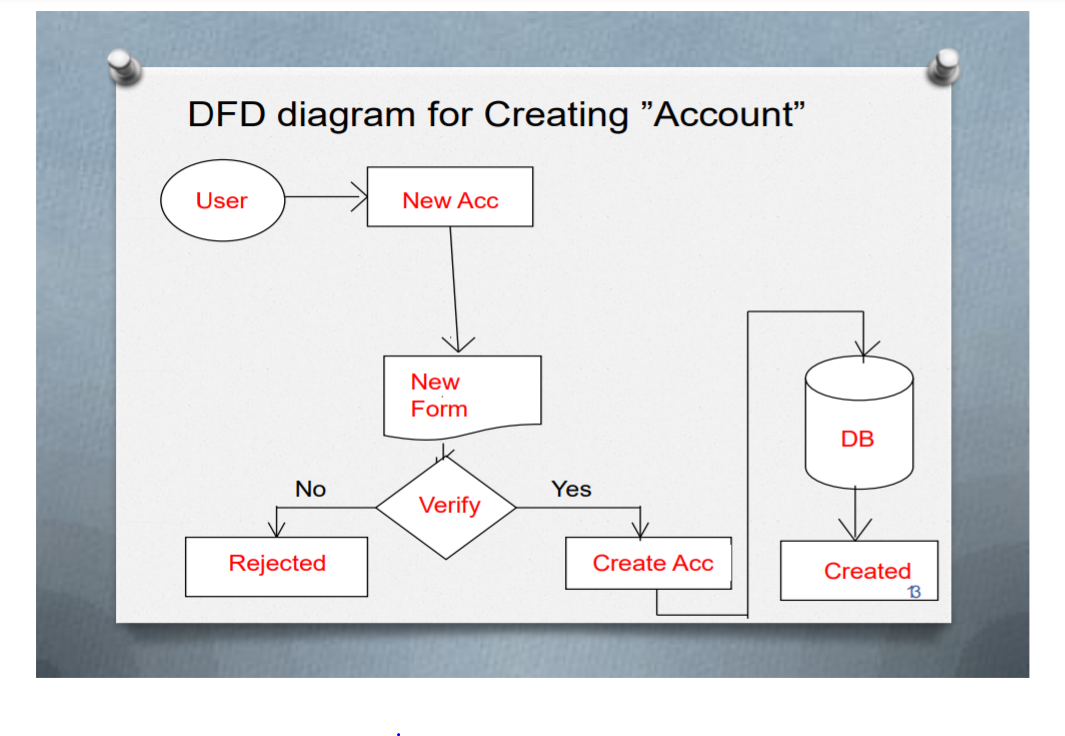 DFD diagram for Creating ”Account”
User
New Acc
New
Form
No
Verify
Yes
Rejected
Create Acc
DB
Created
13